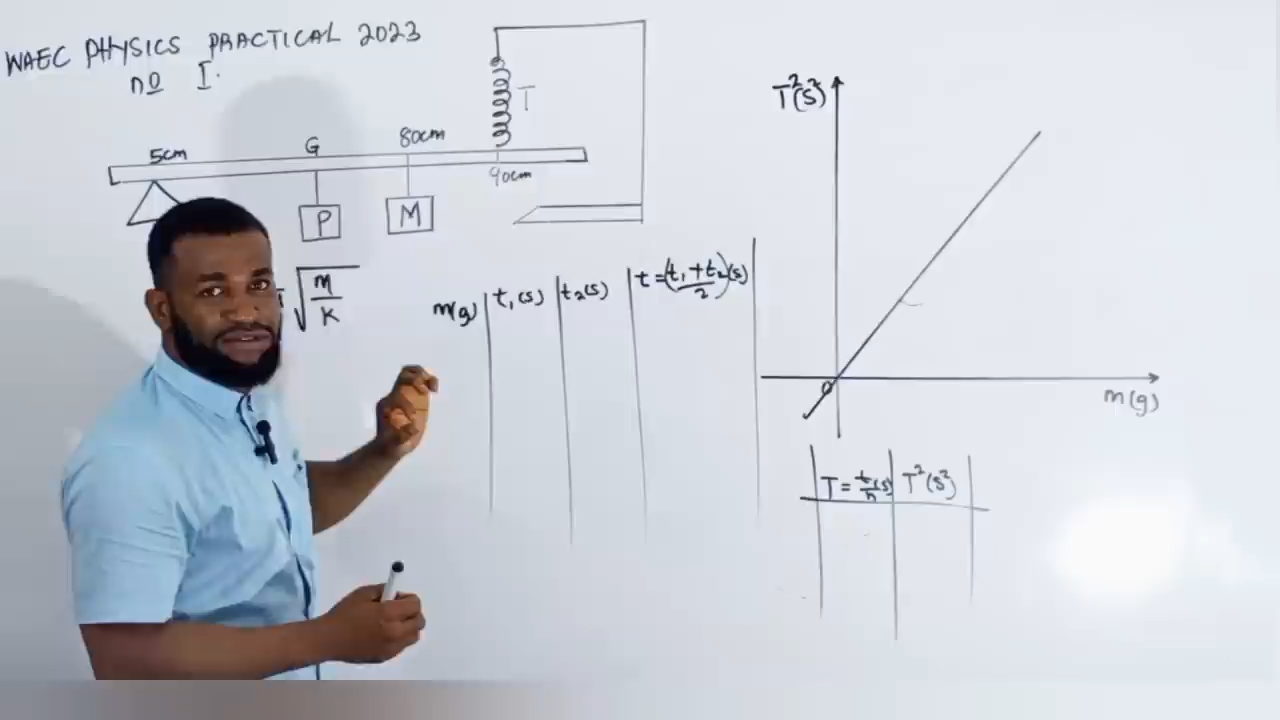 WAEC PHYSICS PRACTICAL 2023
no I.
T
5cm
G
80cm
90cm
P
M
√m/k
m(g) t₁(s) t₂(s) t=(t₁+t₂/2)(s)
T²(s²)
0
m(g)
T=t/n(s) T²(s²)